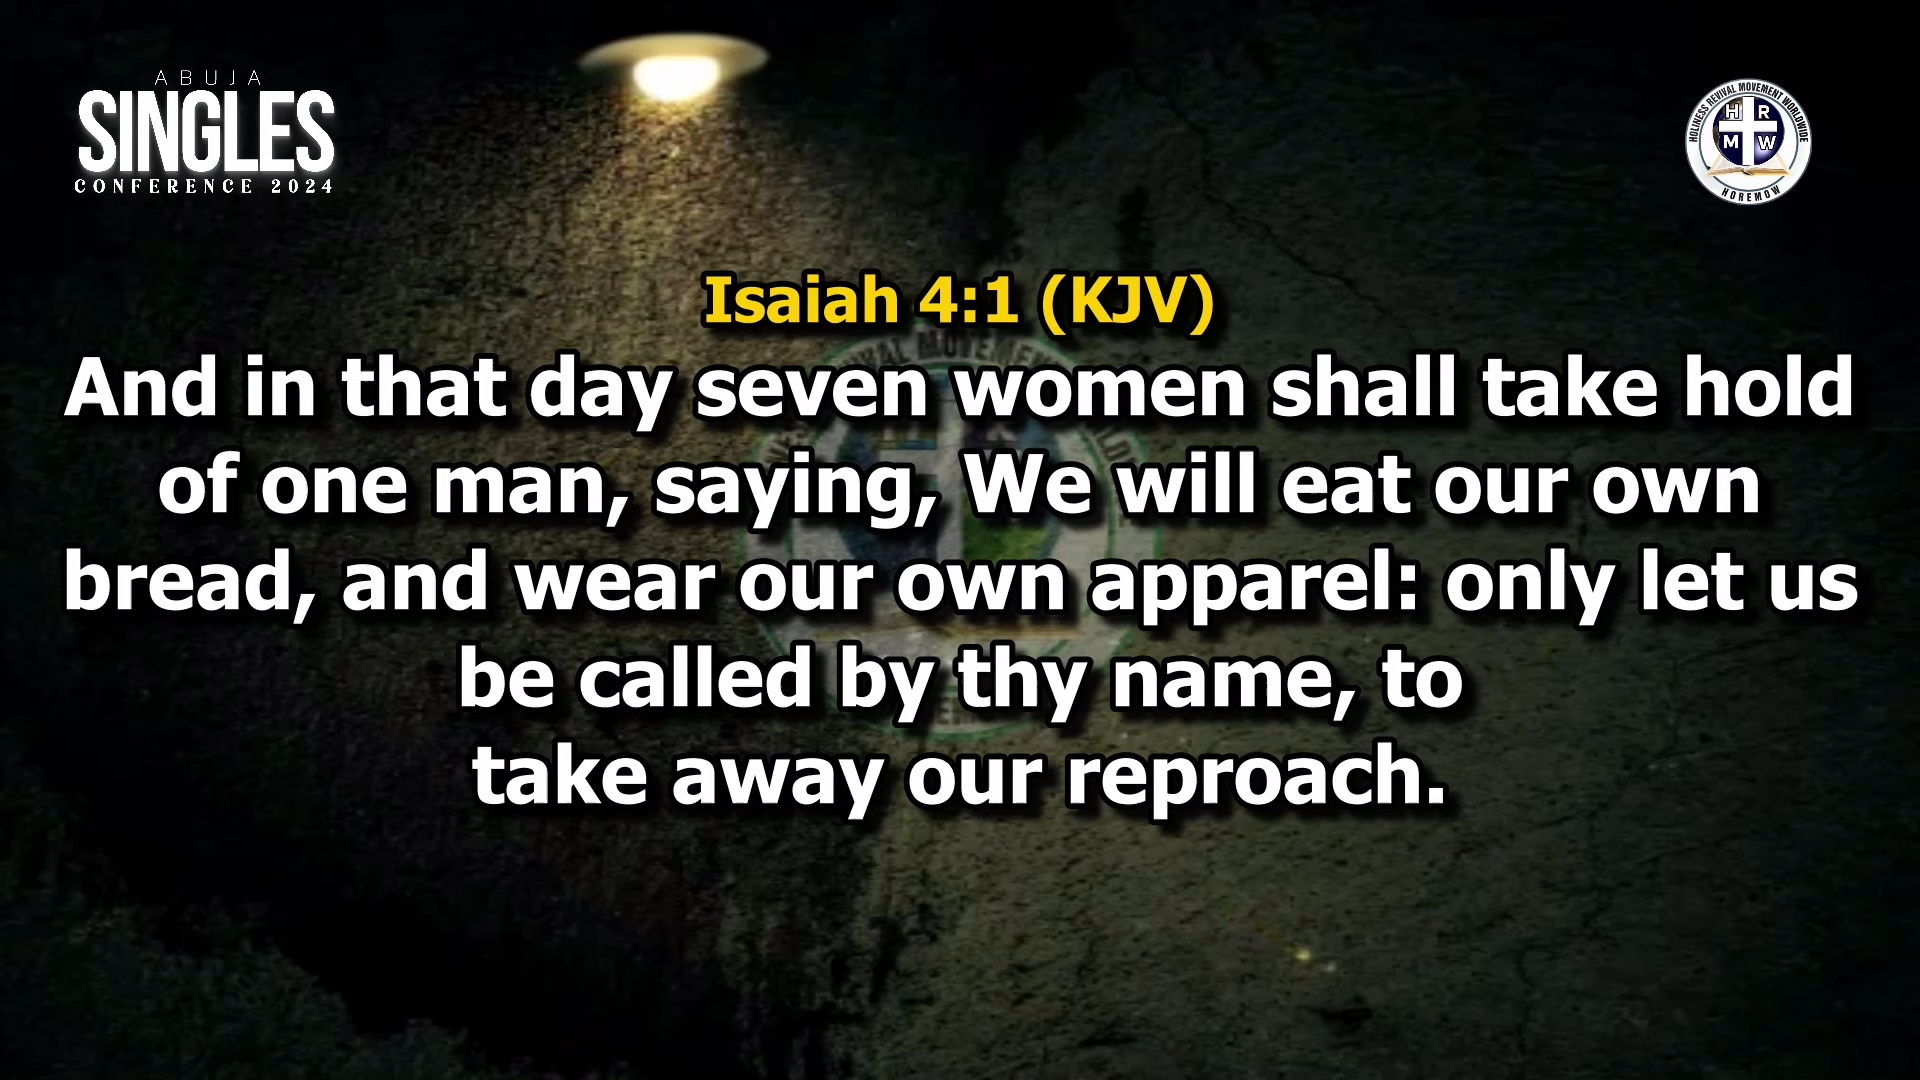 ABUJA
SINGLES
CONFERENCE 2024
HOLINESS REVIVAL MOVEMENT WORLDWIDE
H R
M W
HOREMOW
Isaiah 4:1 (KJV)
And in that day seven women shall take hold
of one man, saying, We will eat our own
bread, and wear our own apparel: only let us
be called by thy name, to
take away our reproach.